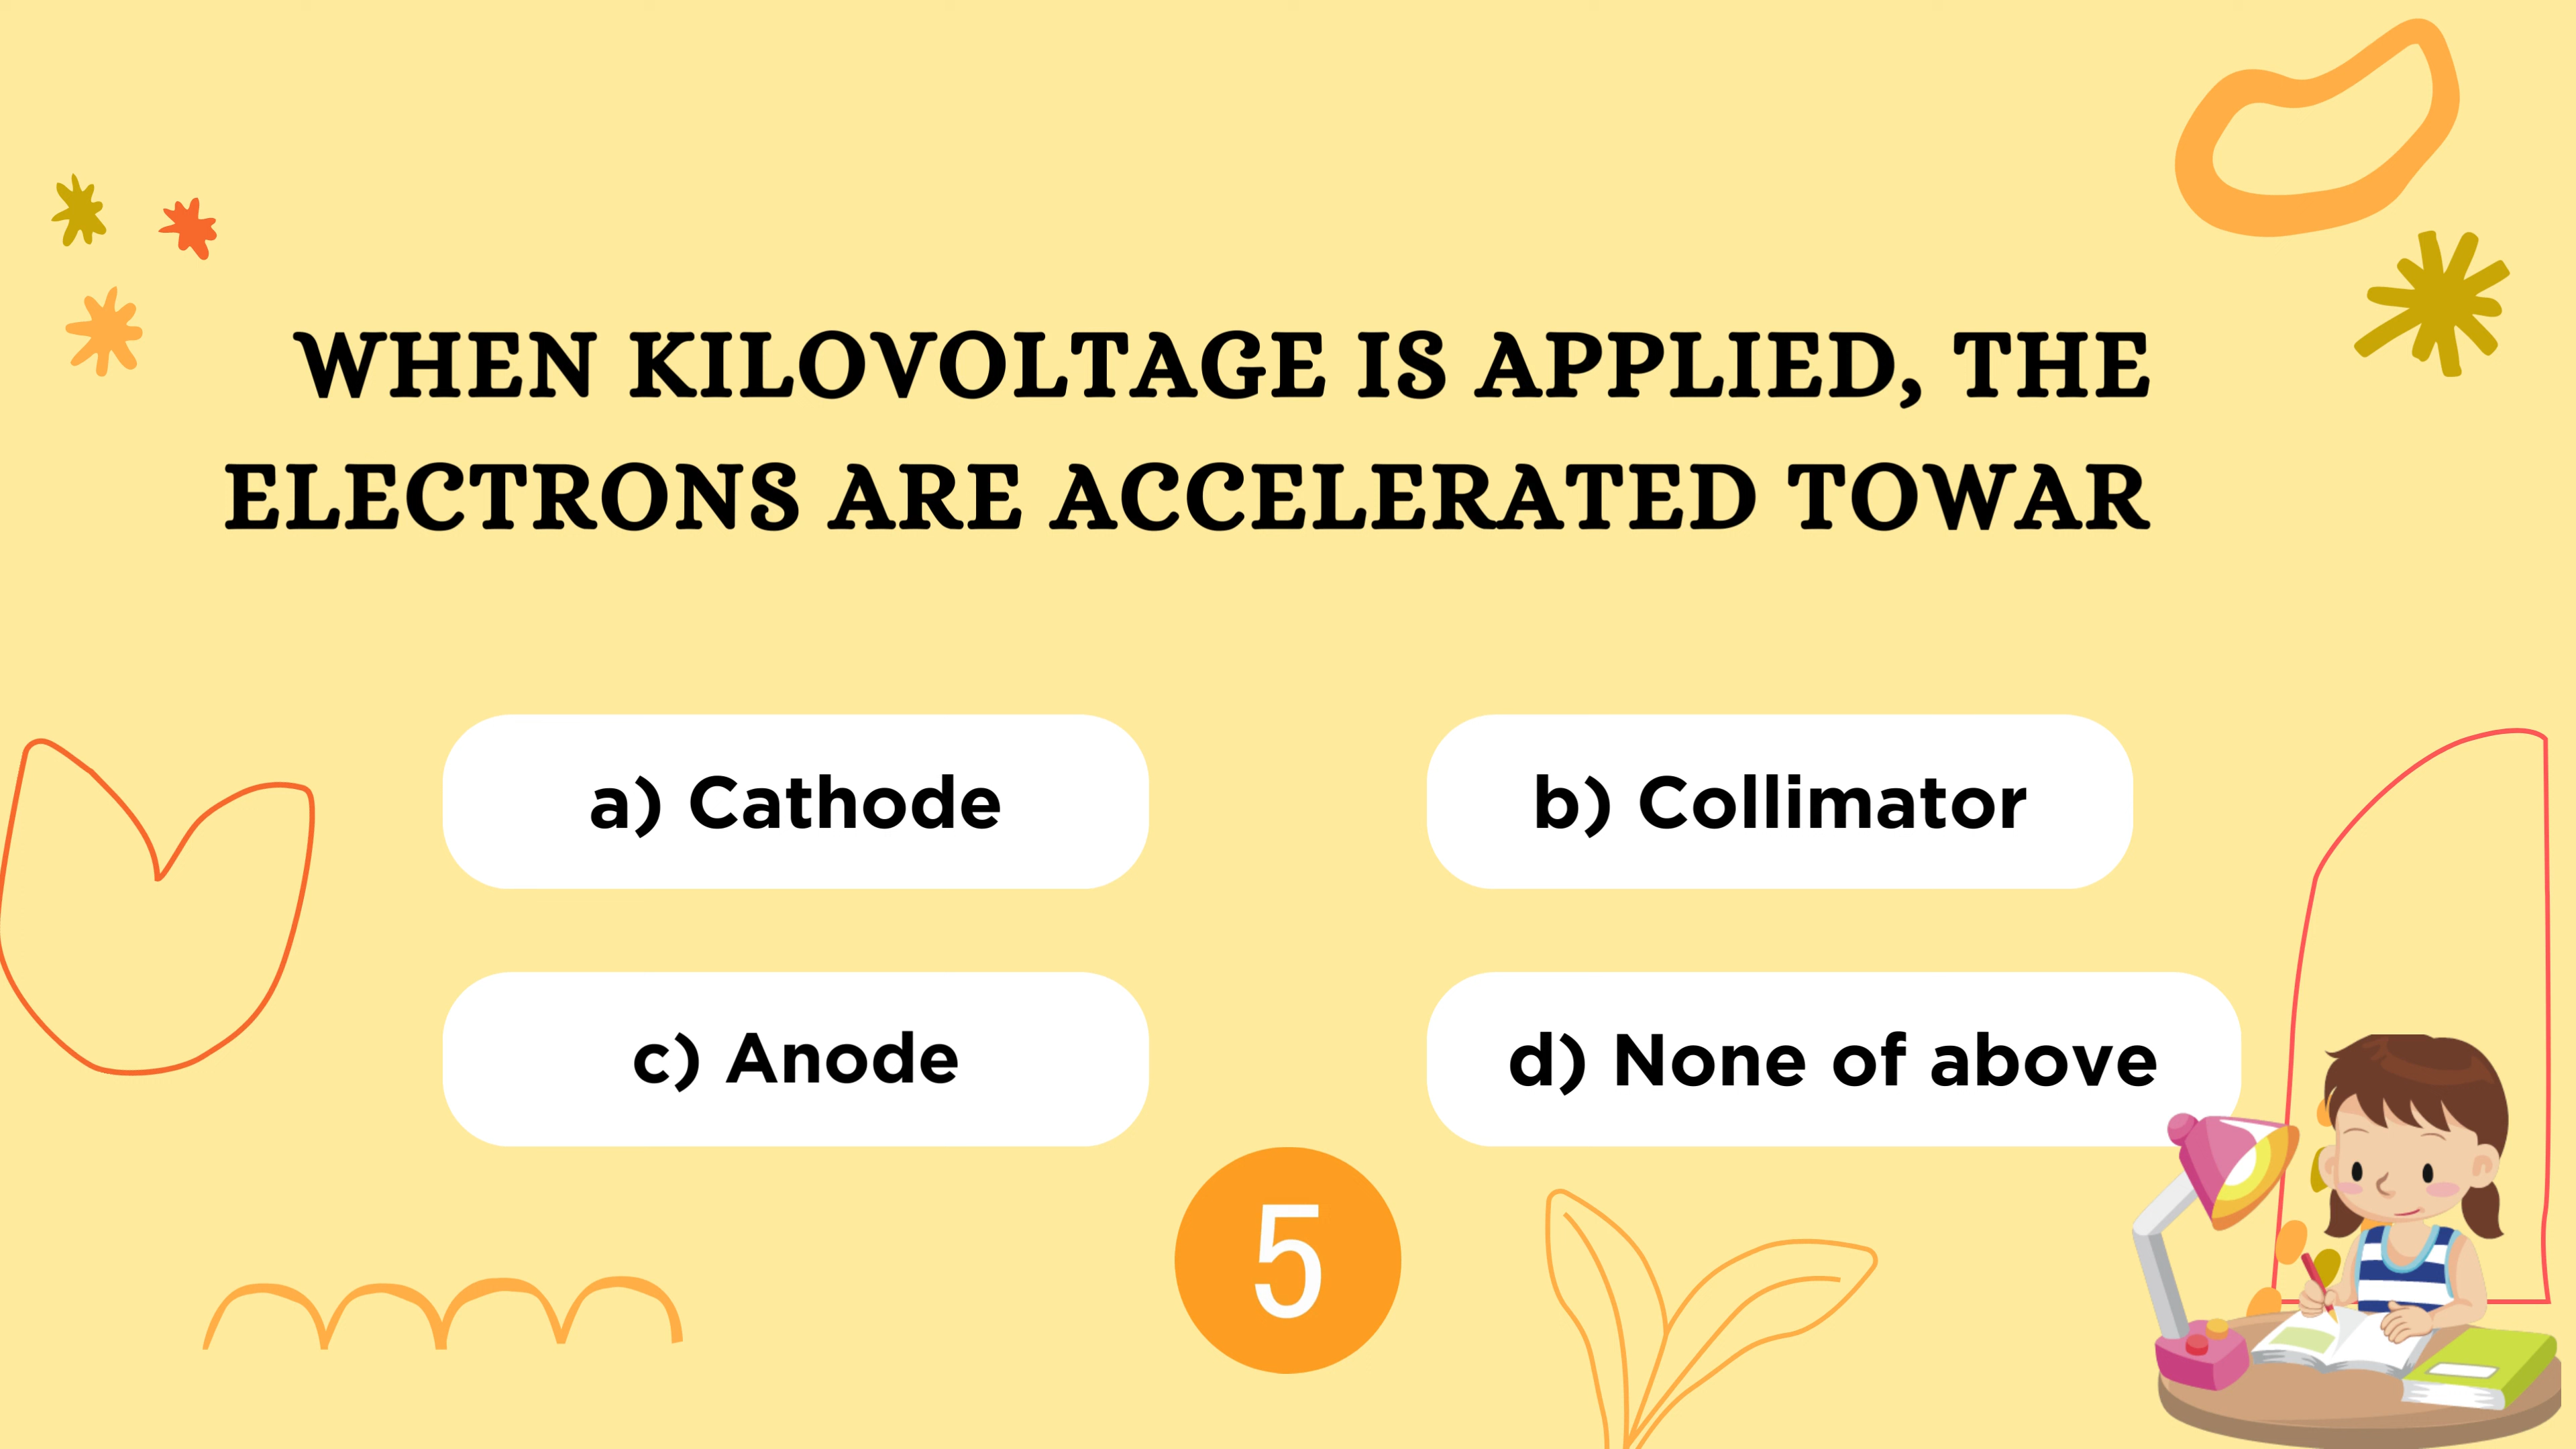 WHEN KILOVOLTAGE IS APPLIED, THE
ELECTRONS ARE ACCELERATED TOWAR
a) Cathode
b) Collimator
c) Anode
d) None of above
5